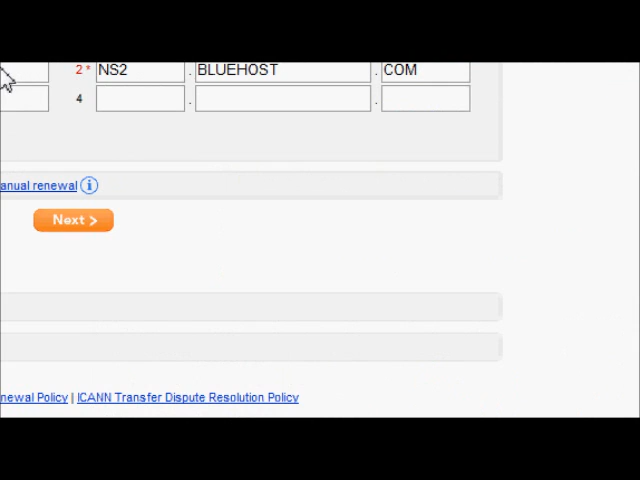 2 * NS2 . BLUEHOST . COM
4 . .
anual renewal i
Next >
newal Policy | ICANN Transfer Dispute Resolution Policy